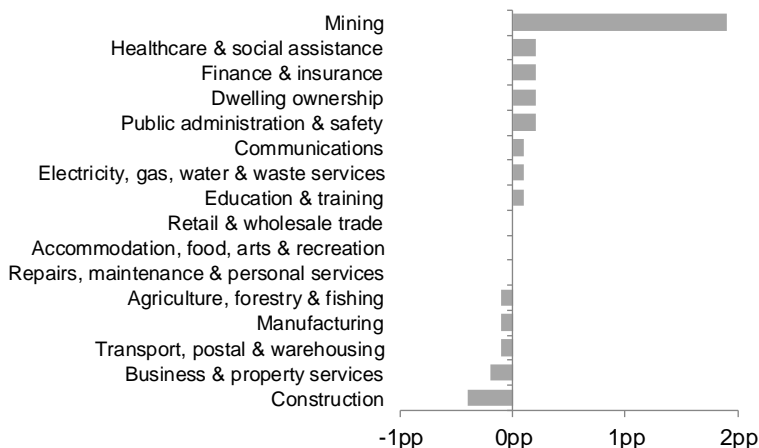 Mining
Healthcare & social assistance
Finance & insurance
Dwelling ownership
Public administration & safety
Communications
Electricity, gas, water & waste services
Education & training
Retail & wholesale trade
Accommodation, food, arts & recreation
Repairs, maintenance & personal services
Agriculture, forestry & fishing
Manufacturing
Transport, postal & warehousing
Business & property services
Construction
-1pp 0pp 1pp 2pp